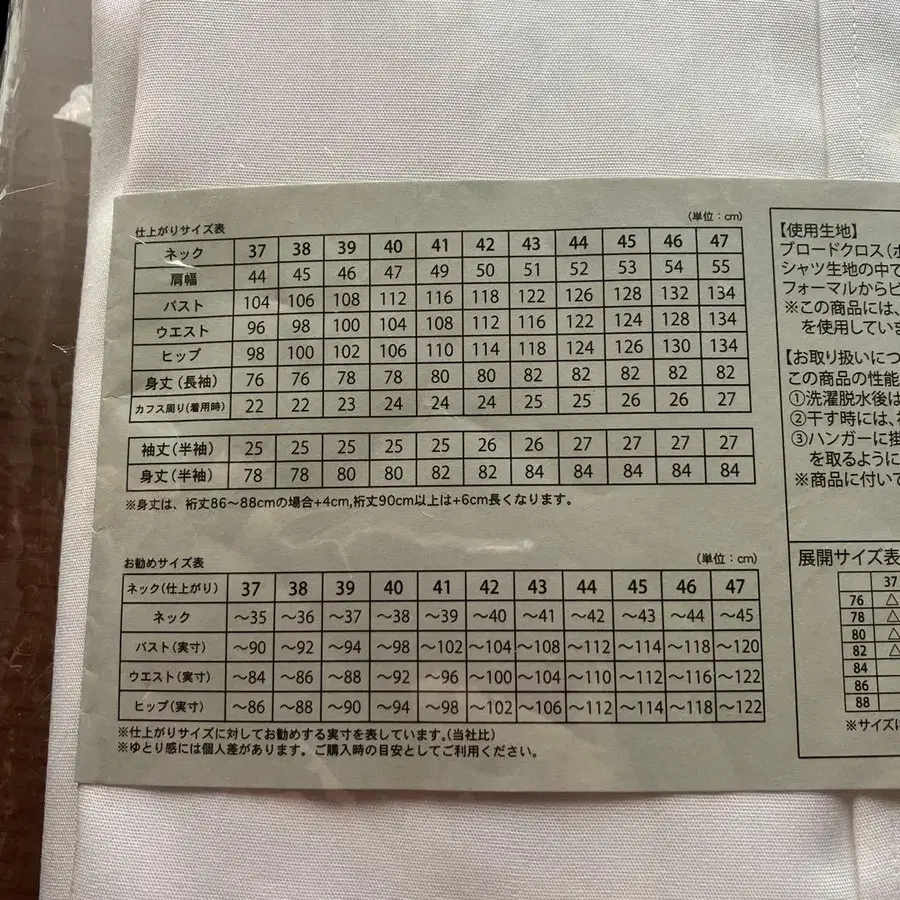 仕上がりサイズ表
(単位:cm)
ネック 37 38 39 40 41 42 43 44 45 46 47
肩幅 44 45 46 47 49 50 51 52 53 54 55
バスト 104 106 108 112 116 118 122 126 128 132 134
ウエスト 96 98 100 104 108 112 116 122 124 128 134
ヒップ 98 100 102 106 110 114 118 124 126 130 134
身丈(長袖) 76 76 78 78 80 80 82 82 82 82 82
カフス周り(着用時) 22 22 23 24 24 24 25 25 26 26 27
袖丈(半袖) 25 25 25 25 25 26 26 27 27 27 27
身丈(半袖) 78 78 80 80 82 82 84 84 84 84 84
※身丈は、裄丈86〜88cmの場合+4cm,裄丈90cm以上は+6cm長くなります。
お勧めサイズ表
(単位:cm)
ネック(仕上がり) 37 38 39 40 41 42 43 44 45 46 47
ネック 〜35 〜36 〜37 〜38 〜39 〜40 〜41 〜42 〜43 〜44 〜45
バスト(実寸) 〜90 〜92 〜94 〜98 〜102 〜104 〜108 〜112 〜114 〜118 〜120
ウエスト(実寸) 〜84 〜86 〜88 〜92 〜96 〜100 〜104 〜110 〜112 〜116 〜122
ヒップ(実寸) 〜86 〜88 〜90 〜94 〜98 〜102 〜106 〜112 〜114 〜118 〜122
※仕上がりサイズに対してお勧めする実寸を表しています。(当社比)
※ゆとり感には個人差があります。ご購入時の目安としてご利用ください。
【使用生地】
ブロードクロス(
シャツ生地の中で
フォーマルからビ
※この商品には、
を使用していま
【お取り扱いにつ
この商品の性能
①洗濯脱水後は
②干す時には、
③ハンガーに掛
を取るように
※商品に付いて
展開サイズ表
37
76 △
78 △
80 △
82 △
84
86
88
※サイズに